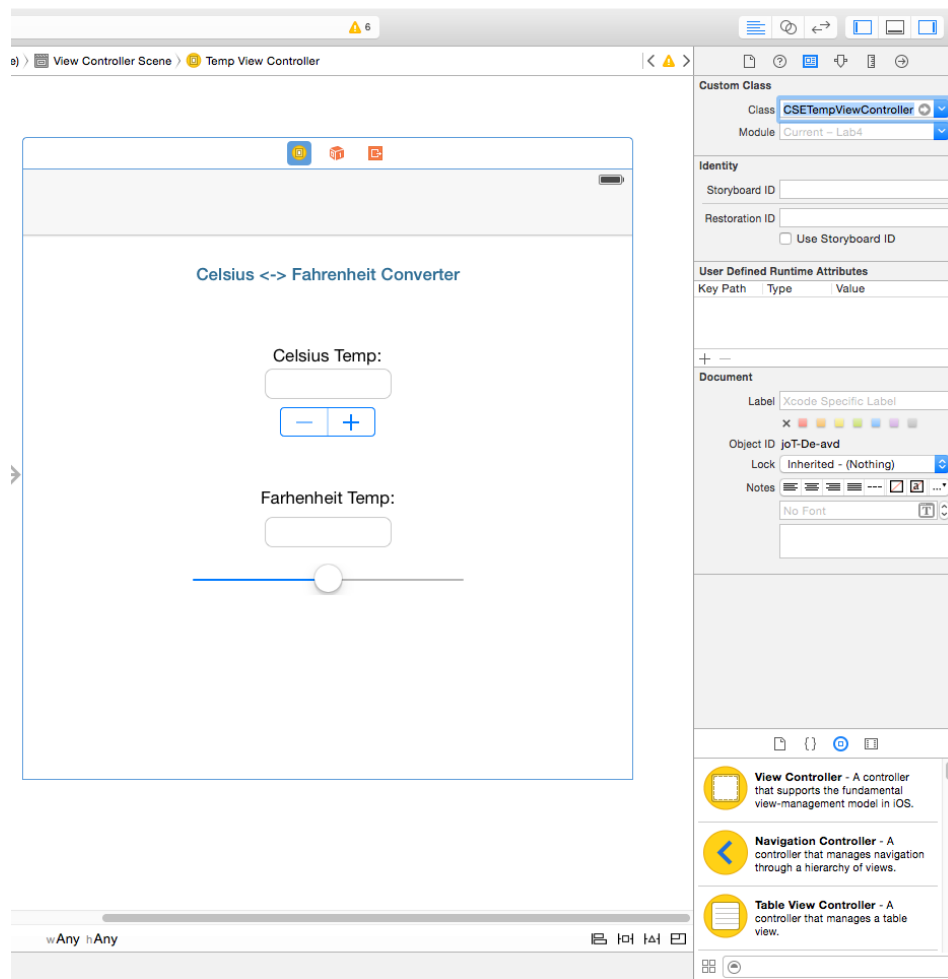 6
e) View Controller Scene Temp View Controller
Custom Class
Class CSETempViewController
Module Current – Lab4
Identity
Storyboard ID
Restoration ID
Use Storyboard ID
User Defined Runtime Attributes
Key Path Type Value
Celsius <-> Fahrenheit Converter
Celsius Temp:
Farhenheit Temp:
Document
Label Xcode Specific Label
Object ID joT-De-avd
Lock Inherited - (Nothing)
Notes
No Font
View Controller - A controller
that supports the fundamental
view-management model in iOS.
Navigation Controller - A
controller that manages navigation
through a hierarchy of views.
Table View Controller - A
controller that manages a table
view.
wAny hAny